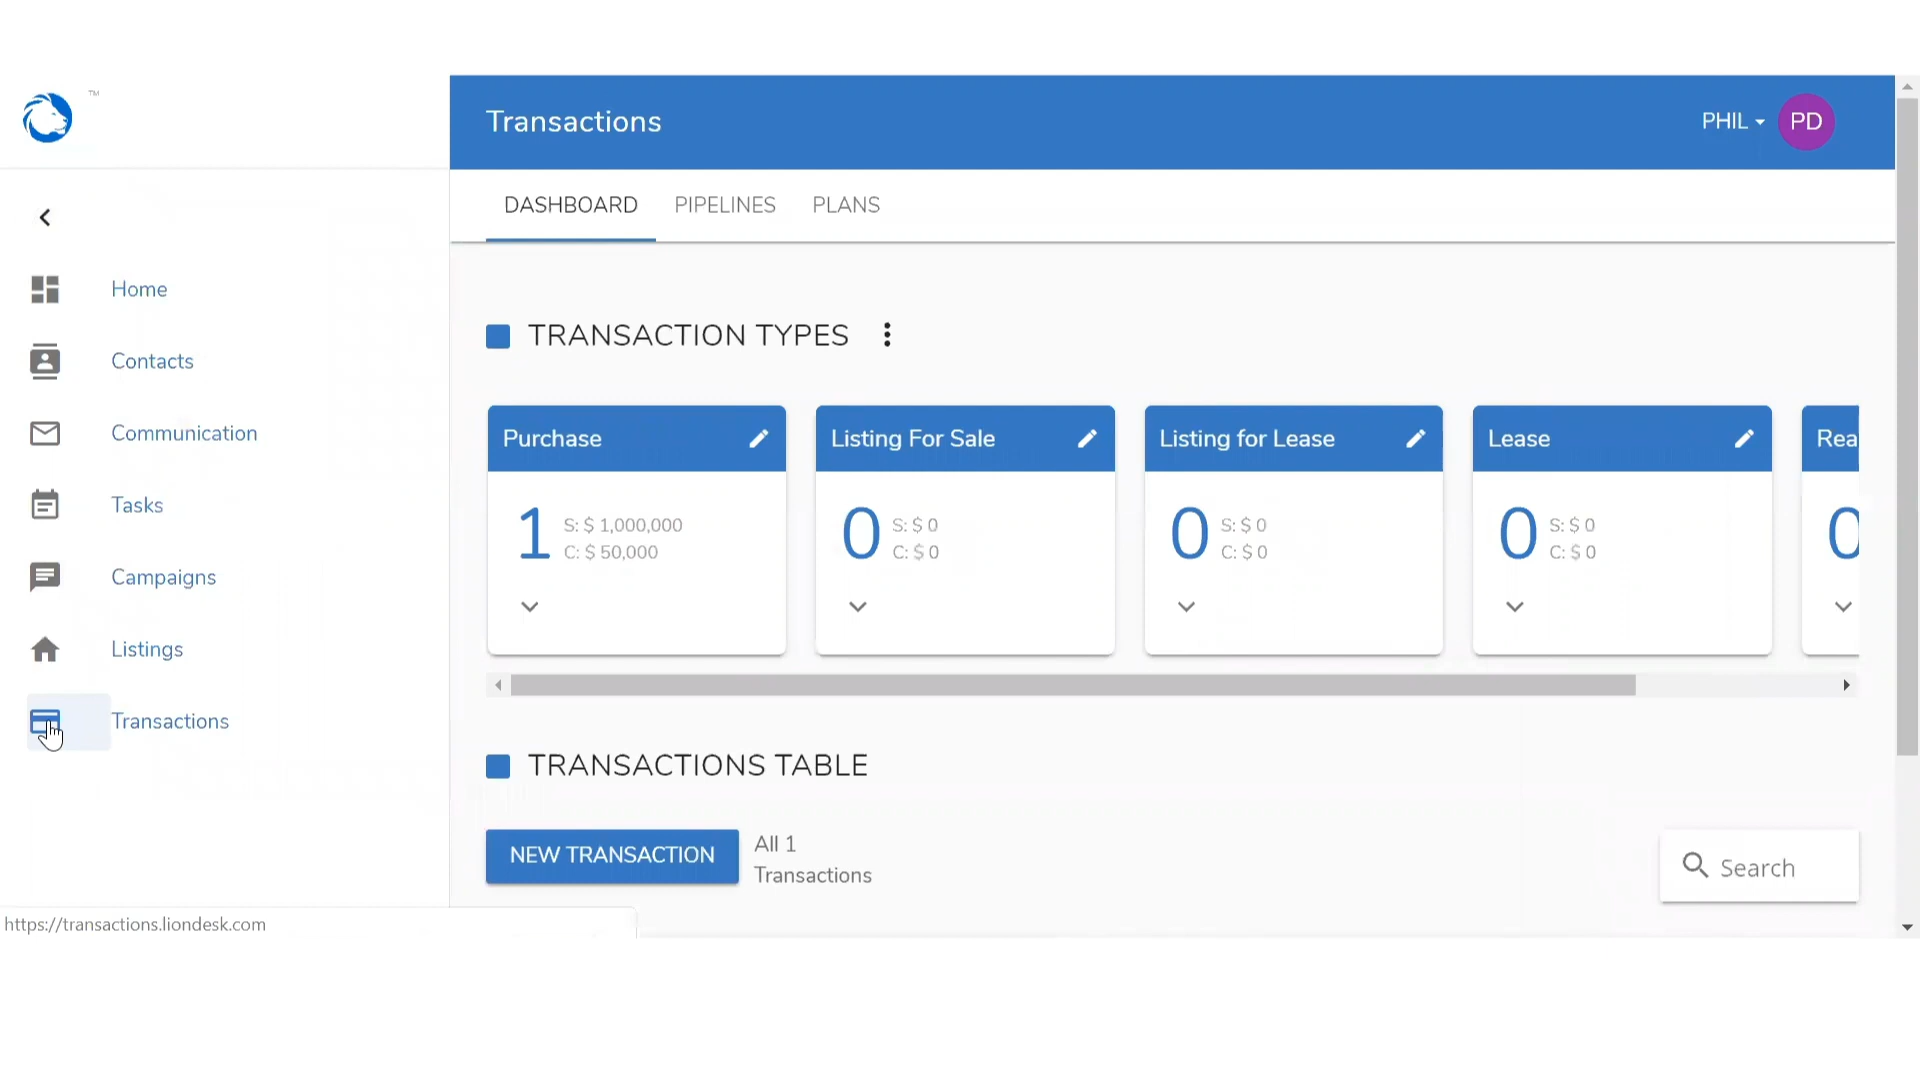 TM
Transactions
PHIL
PD
DASHBOARD PIPELINES PLANS
Home
Contacts
Communication
Tasks
Campaigns
Listings
Transactions
TRANSACTION TYPES
Purchase
1 S: $ 1,000,000
C: $ 50,000
Listing For Sale
0 S: $ 0
C: $ 0
Listing for Lease
0 S: $ 0
C: $ 0
Lease
0 S: $ 0
C: $ 0
Rea
0
TRANSACTIONS TABLE
NEW TRANSACTION
All 1
Transactions
Search
https://transactions.liondesk.com